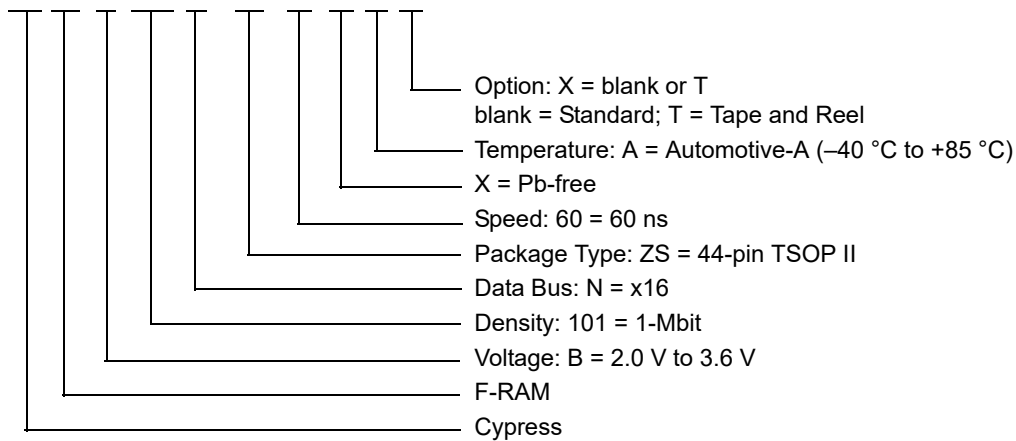 Option: X = blank or T
blank = Standard; T = Tape and Reel
Temperature: A = Automotive-A (–40 °C to +85 °C)
X = Pb-free
Speed: 60 = 60 ns
Package Type: ZS = 44-pin TSOP II
Data Bus: N = x16
Density: 101 = 1-Mbit
Voltage: B = 2.0 V to 3.6 V
F-RAM
Cypress